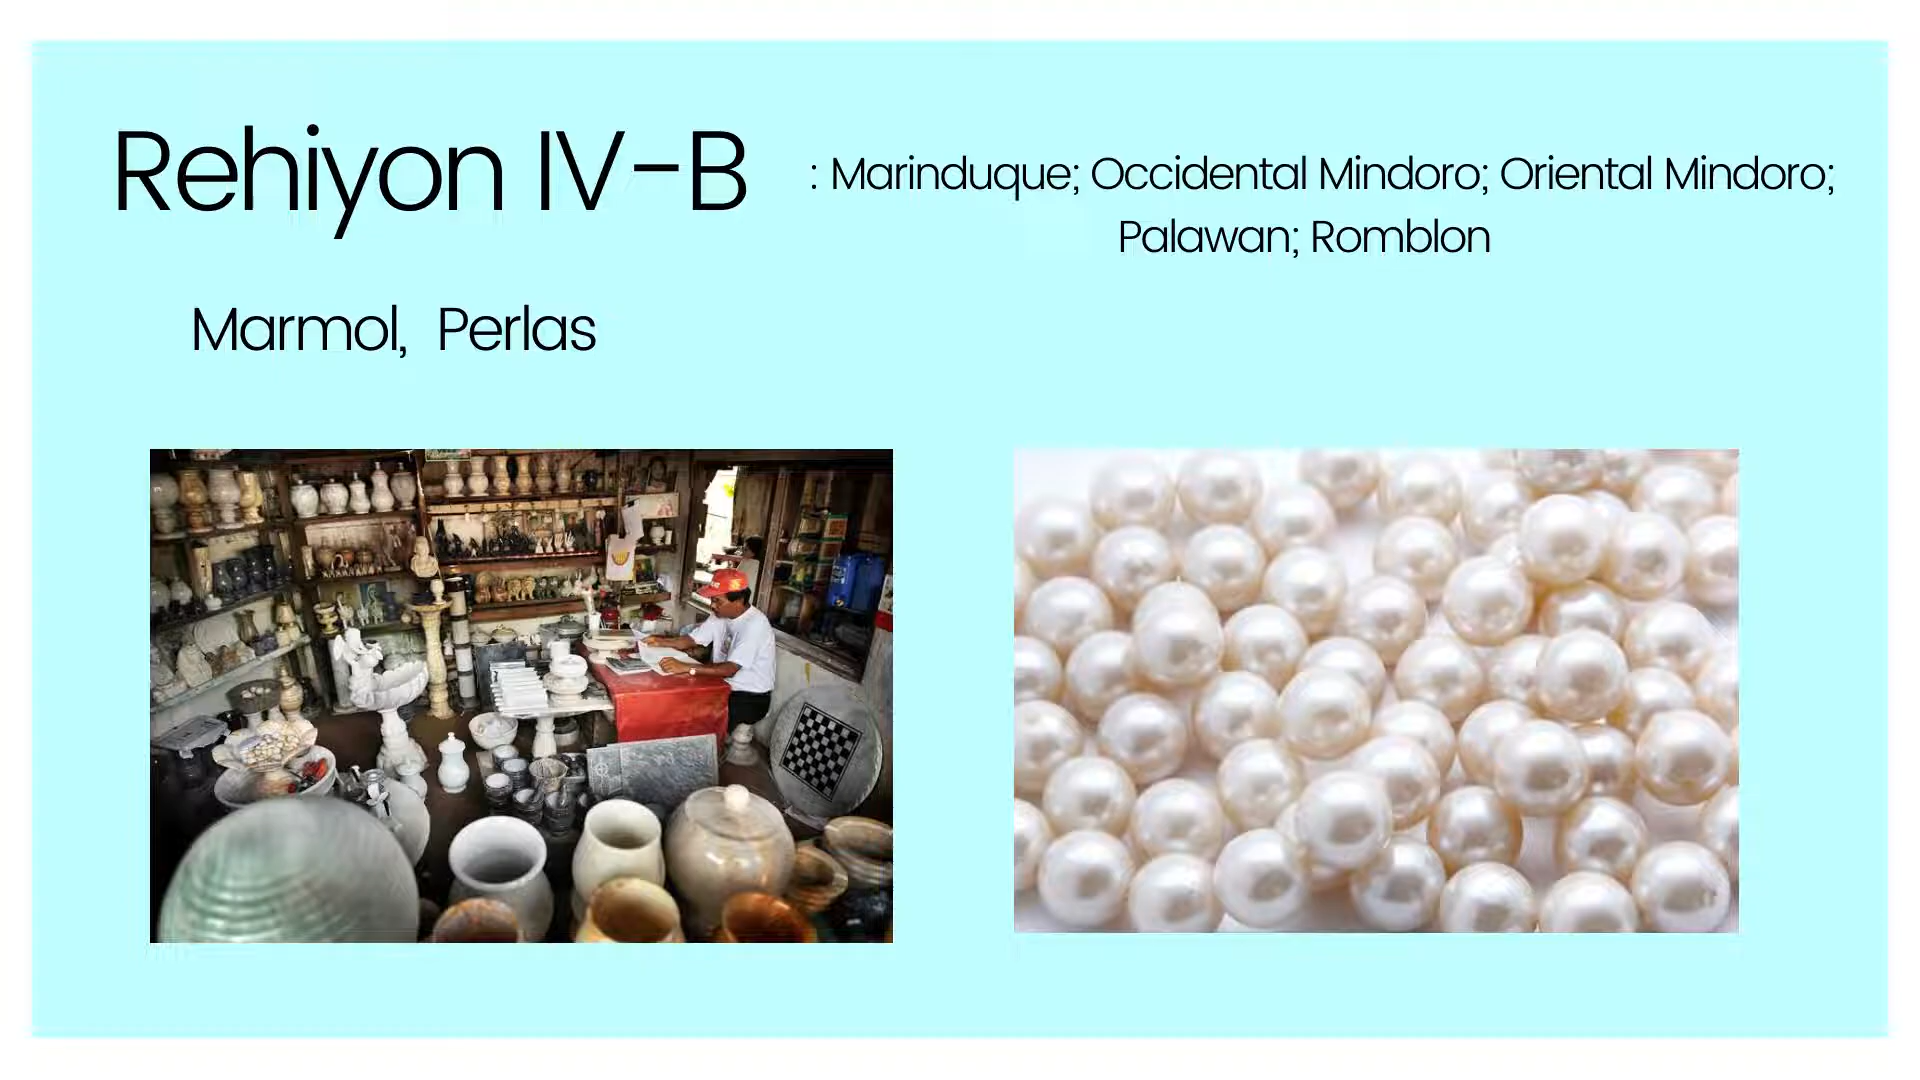 Rehiyon IV-B
: Marinduque; Occidental Mindoro; Oriental Mindoro;
Palawan; Romblon
Marmol, Perlas